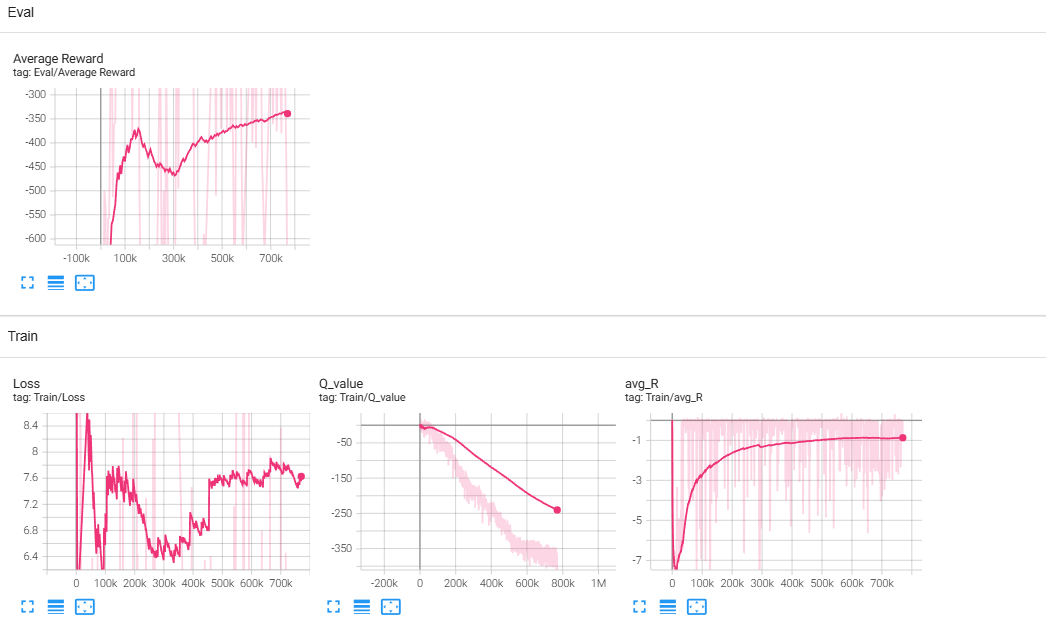 Eval
Average Reward
tag: Eval/Average Reward
-300
-350
-400
-450
-500
-550
-600
-100k 100k 300k 500k 700k
Train
Loss
tag: Train/Loss
8.4
8
7.6
7.2
6.8
6.4
0 100k 200k 300k 400k 500k 600k 700k
Q_value
tag: Train/Q_value
-50
-150
-250
-350
-200k 0 200k 400k 600k 800k 1M
avg_R
tag: Train/avg_R
-1
-3
-5
-7
0 100k 200k 300k 400k 500k 600k 700k